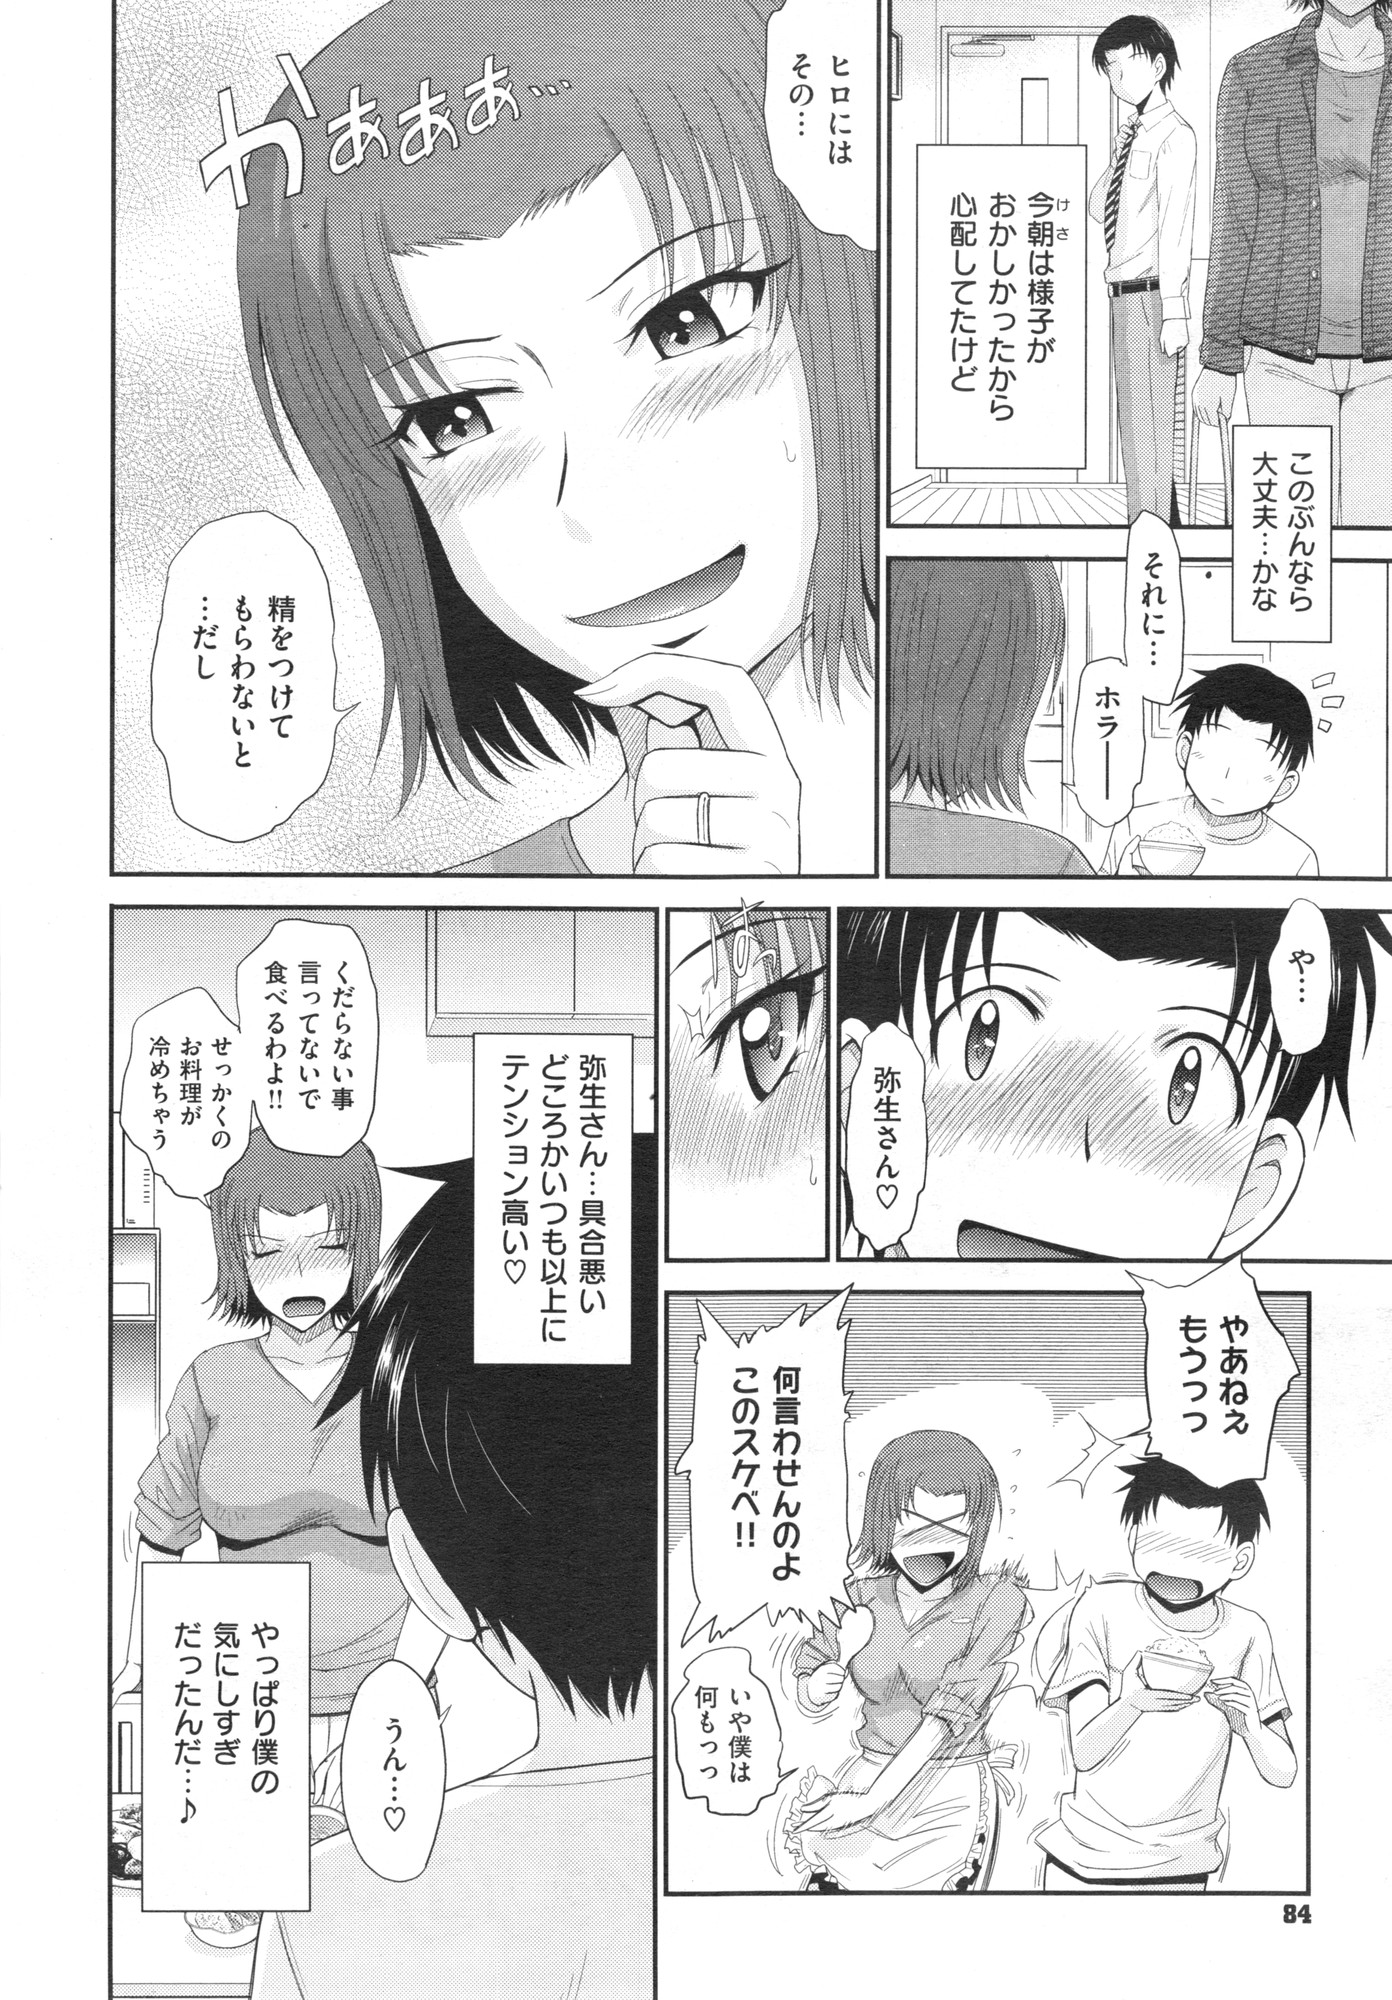 今朝は様子が
けさ
おかしかったから
心配してたけど
このぶんなら
大丈夫…かな
それに…
ホラ──
ヒロには
その…
かぁぁぁぁ…
精をつけて
もらわないと
…だし
や…
弥生さん♡
やあねぇ
もうっっ
何言わせんのよ
このスケベ!!
いや僕は
何もっっ
弥生さん…具合悪い
どころかいつも以上に
テンション高い♡
くだらない事
言ってないで
食べるわよ!!
せっかくの
お料理が
冷めちゃう
うん…♡
やっぱり僕の
気にしすぎ
だったんだ…♪
84